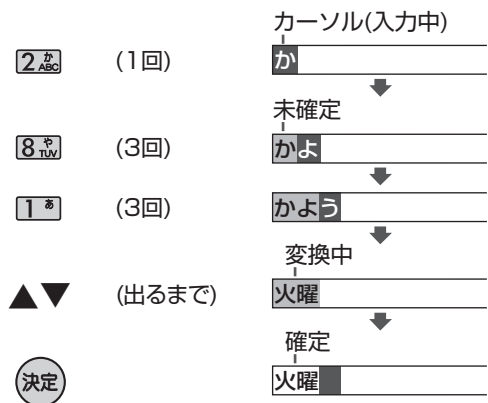 カーソル(入力中)
2 か ABC (1回) か
未確定
8 や TUV (3回) かよ
1 あ (3回) かよう
変換中
▲▼ (出るまで) 火曜
確定
決定 火曜